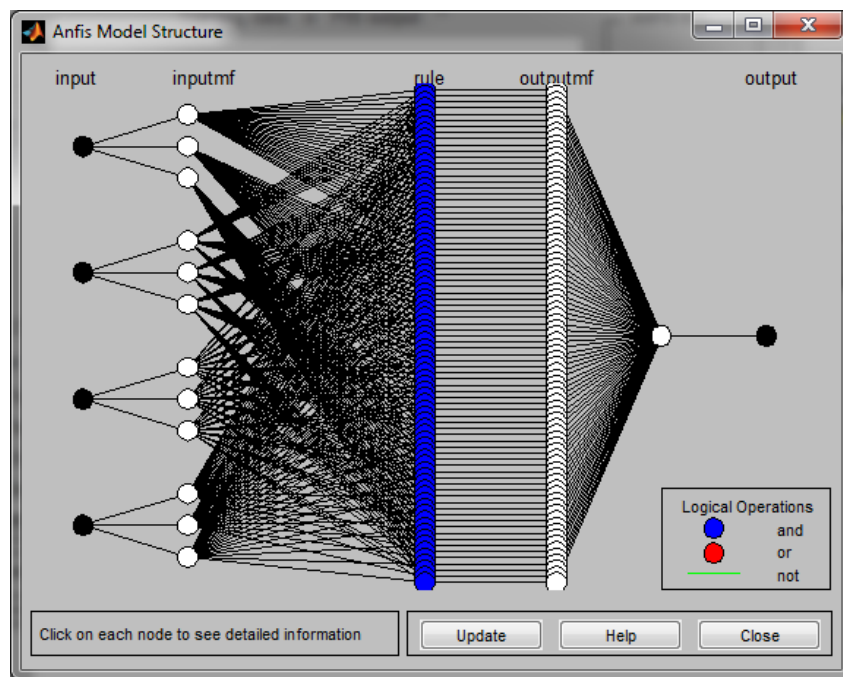 Anfis Model Structure
input inputmf rule outputmf output
Logical Operations
and
or
not
Click on each node to see detailed information
Update Help Close